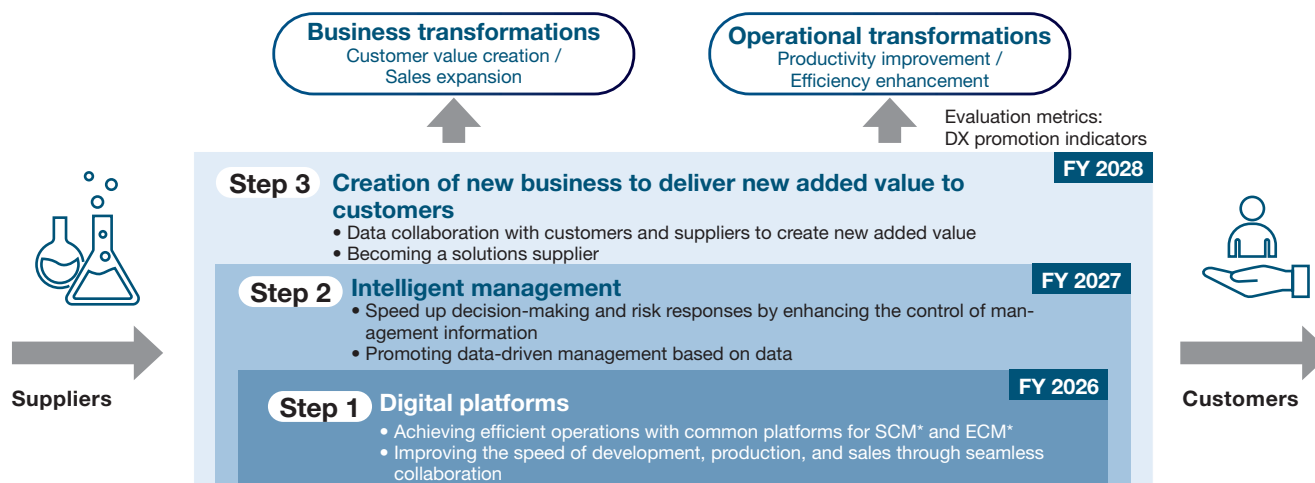 Business transformations
Customer value creation /
Sales expansion
Operational transformations
Productivity improvement /
Efficiency enhancement
Evaluation metrics:
DX promotion indicators
FY 2028
Step 3
Creation of new business to deliver new added value to
customers
• Data collaboration with customers and suppliers to create new added value
• Becoming a solutions supplier
FY 2027
Step 2
Intelligent management
• Speed up decision-making and risk responses by enhancing the control of man-
agement information
• Promoting data-driven management based on data
FY 2026
Step 1
Digital platforms
• Achieving efficient operations with common platforms for SCM* and ECM*
• Improving the speed of development, production, and sales through seamless
collaboration
Suppliers
Customers